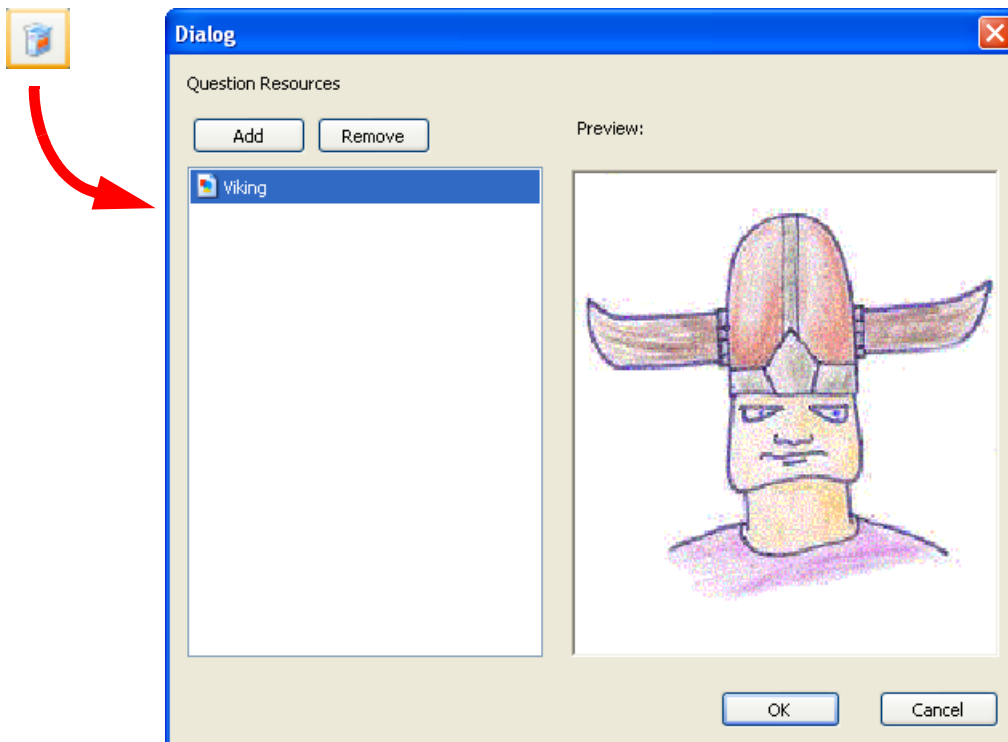 Dialog
Question Resources
Add Remove
Preview:
Viking
OK Cancel